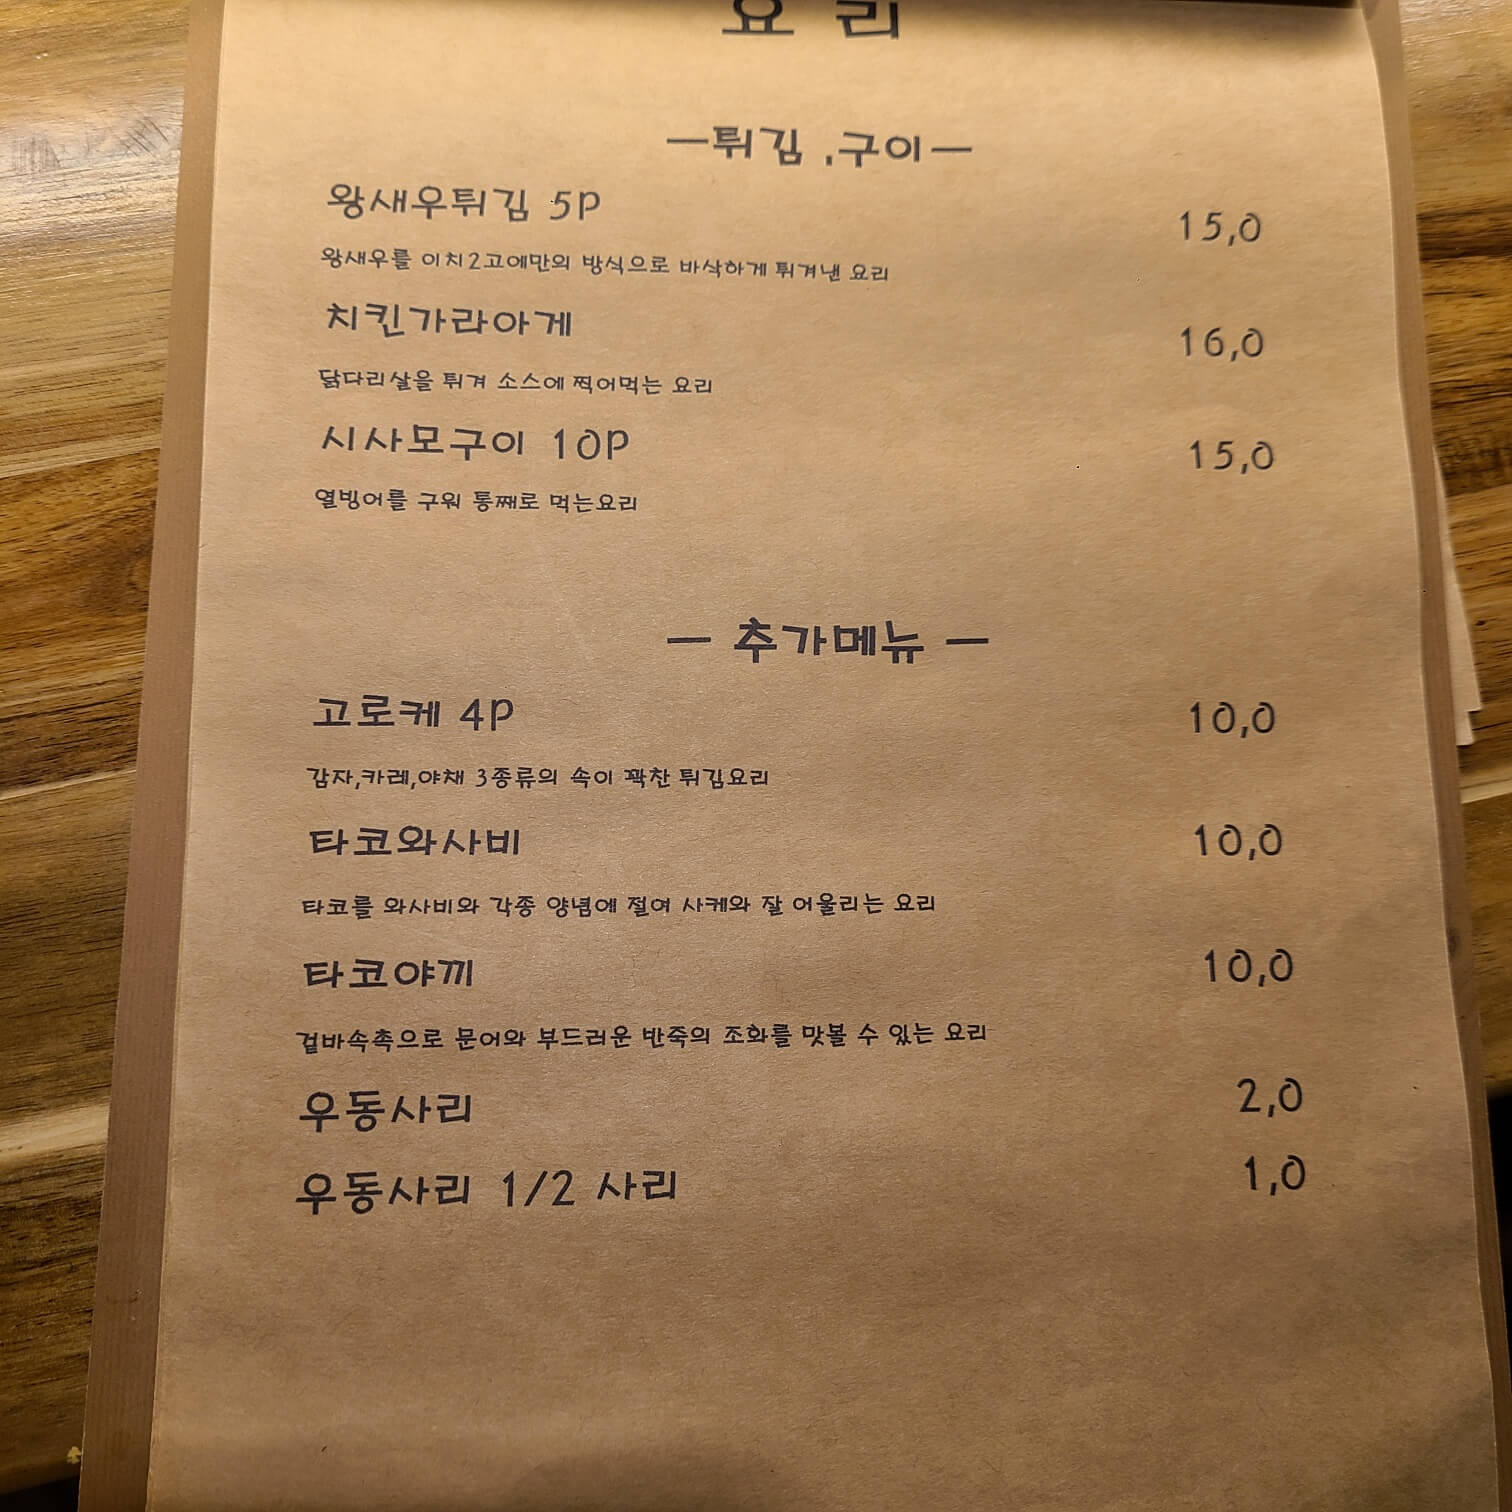 요 리
—튀김 .구이—
왕새우튀김 5P 15,0
왕새우를 이치2고에만의 방식으로 바삭하게 튀겨낸 요리
치킨가라아게 16,0
닭다리살을 튀겨 소스에 찍어먹는 요리
시사모구이 10P 15,0
열빙어를 구워 통째로 먹는요리
— 추가메뉴 —
고로케 4P 10,0
감자,카레,야채 3종류의 속이 꽉찬 튀김요리
타코와사비 10,0
타코를 와사비와 각종 양념에 절여 사케와 잘 어울리는 요리
타코야끼 10,0
겉바속촉으로 문어와 부드러운 반죽의 조화를 맛볼 수 있는 요리
우동사리 2,0
우동사리 1/2 사리 1,0